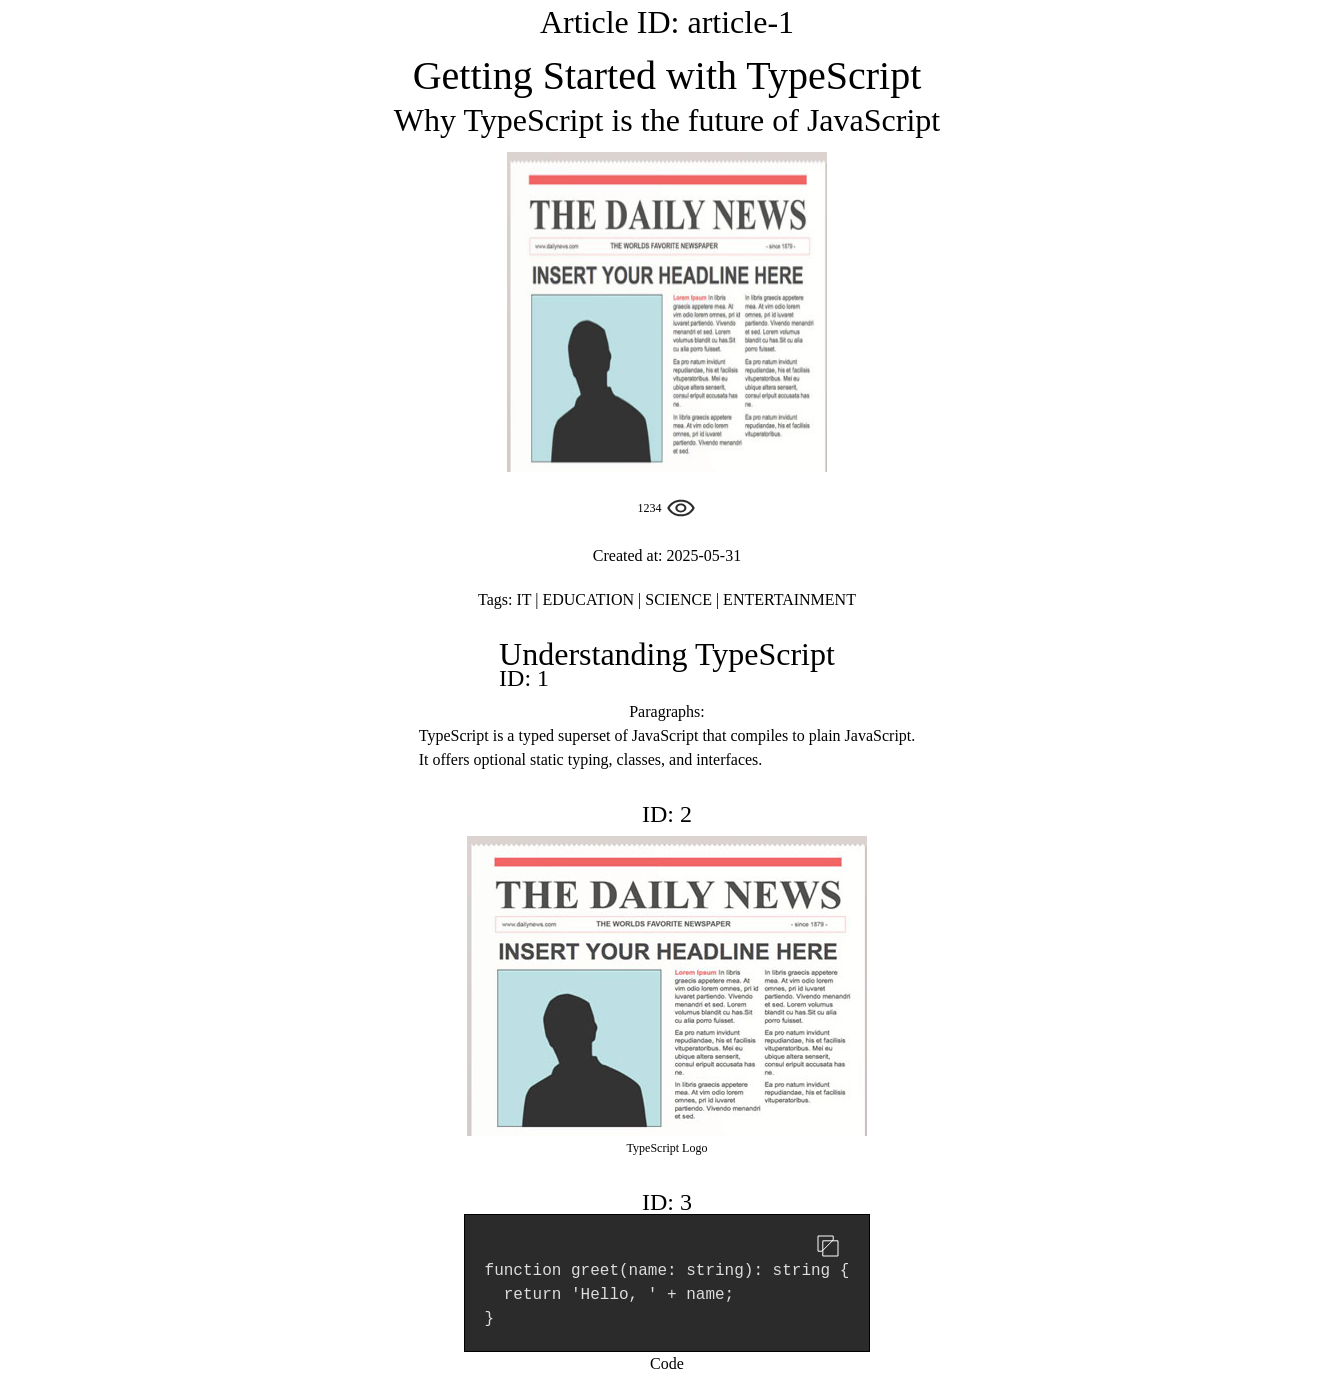 Article ID: article-1
Getting Started with TypeScript
Why TypeScript is the future of JavaScript
THE DAILY NEWS
www.dailynews.com THE WORLDS FAVORITE NEWSPAPER - since 1879 -
INSERT YOUR HEADLINE HERE
Lorem Ipsum In libris
graecis appetere mea. At
vim odio lorem omnes, pri id
iuvaret partiendo. Vivendo
menandri et sed. Lorem
volumus blandit cu has.Sit
cu alia porro fuisset.
Ea pro natum invidunt
repudiandae, his et facilisis
vituperatoribus. Mei eu
ubique altera senserit,
consul eripuit accusata has
ne.
In libris graecis appetere
mea. At vim odio lorem
omnes, pri id iuvaret
partiendo. Vivendo menandri
et sed.
In libris graecis appetere
mea. At vim odio lorem
omnes, pri id iuvaret
partiendo. Vivendo menandri
et sed. Lorem volumus
blandit cu has.Sit cu alia
porro fuisset.
Ea pro natum invidunt
repudiandae, his et facilisis
vituperatoribus. Mei eu
ubique altera senserit,
consul eripuit accusata has
ne.
Ea pro natum invidunt
repudiandae, his et facilisis
vituperatoribus.
1234
Created at: 2025-05-31
Tags: IT | EDUCATION | SCIENCE | ENTERTAINMENT
Understanding TypeScript
ID: 1
Paragraphs:
TypeScript is a typed superset of JavaScript that compiles to plain JavaScript.
It offers optional static typing, classes, and interfaces.
ID: 2
THE DAILY NEWS
www.dailynews.com THE WORLDS FAVORITE NEWSPAPER - since 1879 -
INSERT YOUR HEADLINE HERE
Lorem Ipsum In libris
graecis appetere mea. At
vim odio lorem omnes, pri id
iuvaret partiendo. Vivendo
menandri et sed. Lorem
volumus blandit cu has.Sit
cu alia porro fuisset.
Ea pro natum invidunt
repudiandae, his et facilisis
vituperatoribus. Mei eu
ubique altera senserit,
consul eripuit accusata has
ne.
In libris graecis appetere
mea. At vim odio lorem
omnes, pri id iuvaret
partiendo. Vivendo menandri
et sed.
In libris graecis appetere
mea. At vim odio lorem
omnes, pri id iuvaret
partiendo. Vivendo menandri
et sed. Lorem volumus
blandit cu has.Sit cu alia
porro fuisset.
Ea pro natum invidunt
repudiandae, his et facilisis
vituperatoribus. Mei eu
ubique altera senserit,
consul eripuit accusata has
ne.
Ea pro natum invidunt
repudiandae, his et facilisis
vituperatoribus.
TypeScript Logo
ID: 3
function greet(name: string): string {
  return 'Hello, ' + name;
}
Code